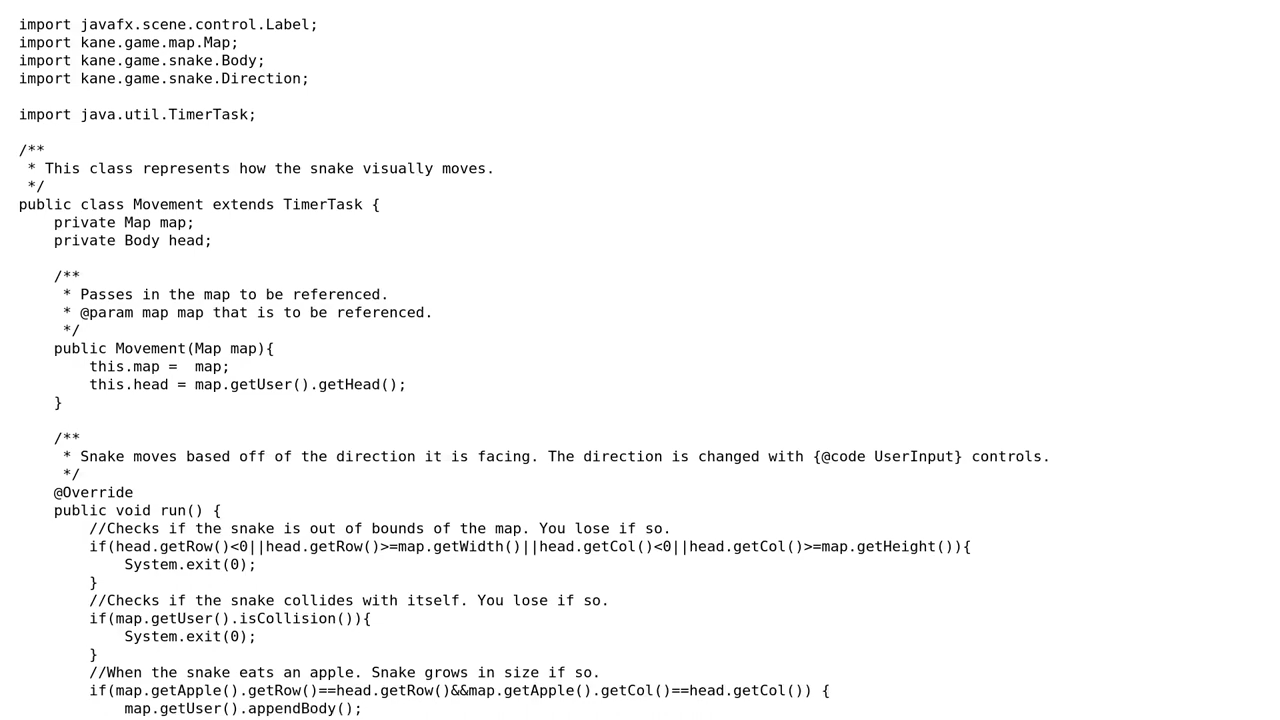 import javafx.scene.control.Label;
import kane.game.map.Map;
import kane.game.snake.Body;
import kane.game.snake.Direction;

import java.util.TimerTask;

/**
 * This class represents how the snake visually moves.
 */
public class Movement extends TimerTask {
    private Map map;
    private Body head;

    /**
     * Passes in the map to be referenced.
     * @param map map that is to be referenced.
     */
    public Movement(Map map){
        this.map =  map;
        this.head = map.getUser().getHead();
    }

    /**
     * Snake moves based off of the direction it is facing. The direction is changed with {@code UserInput} controls.
     */
    @Override
    public void run() {
        //Checks if the snake is out of bounds of the map. You lose if so.
        if(head.getRow()<0||head.getRow()>=map.getWidth()||head.getCol()<0||head.getCol()>=map.getHeight()){
            System.exit(0);
        }
        //Checks if the snake collides with itself. You lose if so.
        if(map.getUser().isCollision()){
            System.exit(0);
        }
        //When the snake eats an apple. Snake grows in size if so.
        if(map.getApple().getRow()==head.getRow()&&map.getApple().getCol()==head.getCol()) {
            map.getUser().appendBody();